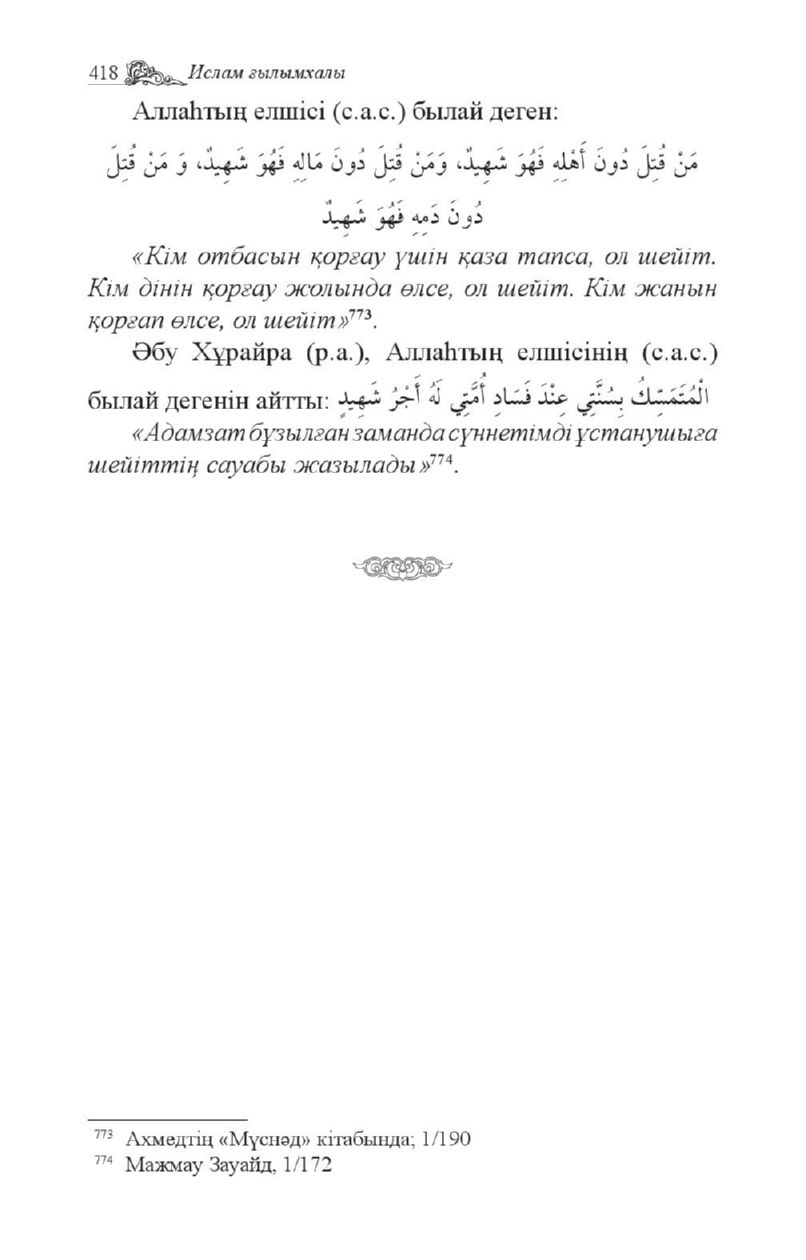 418 Ислам ғылымхалы
Аллаһтың елшісі (с.а.с.) былай деген:
مَنْ قُتِلَ دُونَ أَهْلِهِ فَهُوَ شَهِيدٌ، وَمَنْ قُتِلَ دُونَ مَالِهِ فَهُوَ شَهِيدٌ، وَ مَنْ قُتِلَ
دُونَ دَمِهِ فَهُوَ شَهِيدٌ
«Кім отбасын қорғау үшін қаза тапса, ол шейіт.
Кім дінін қорғау жолында өлсе, ол шейіт. Кім жанын
қорғап өлсе, ол шейіт»⁷⁷³.
Әбу Хұрайра (р.а.), Аллаһтың елшісінің (с.а.с.)
былай дегенін айтты: الْمُتَمَسِّكُ بِسُنَّتِي عِنْدَ فَسَادِ أُمَّتِي لَهُ أَجْرُ شَهِيدٍ
«Адамзат бұзылған заманда сүннетімді ұстанушыға
шейіттің сауабы жазылады»⁷⁷⁴.
⁷⁷³ Ахмедтің «Мүснәд» кітабында; 1/190
⁷⁷⁴ Мажмау Зауайд, 1/172